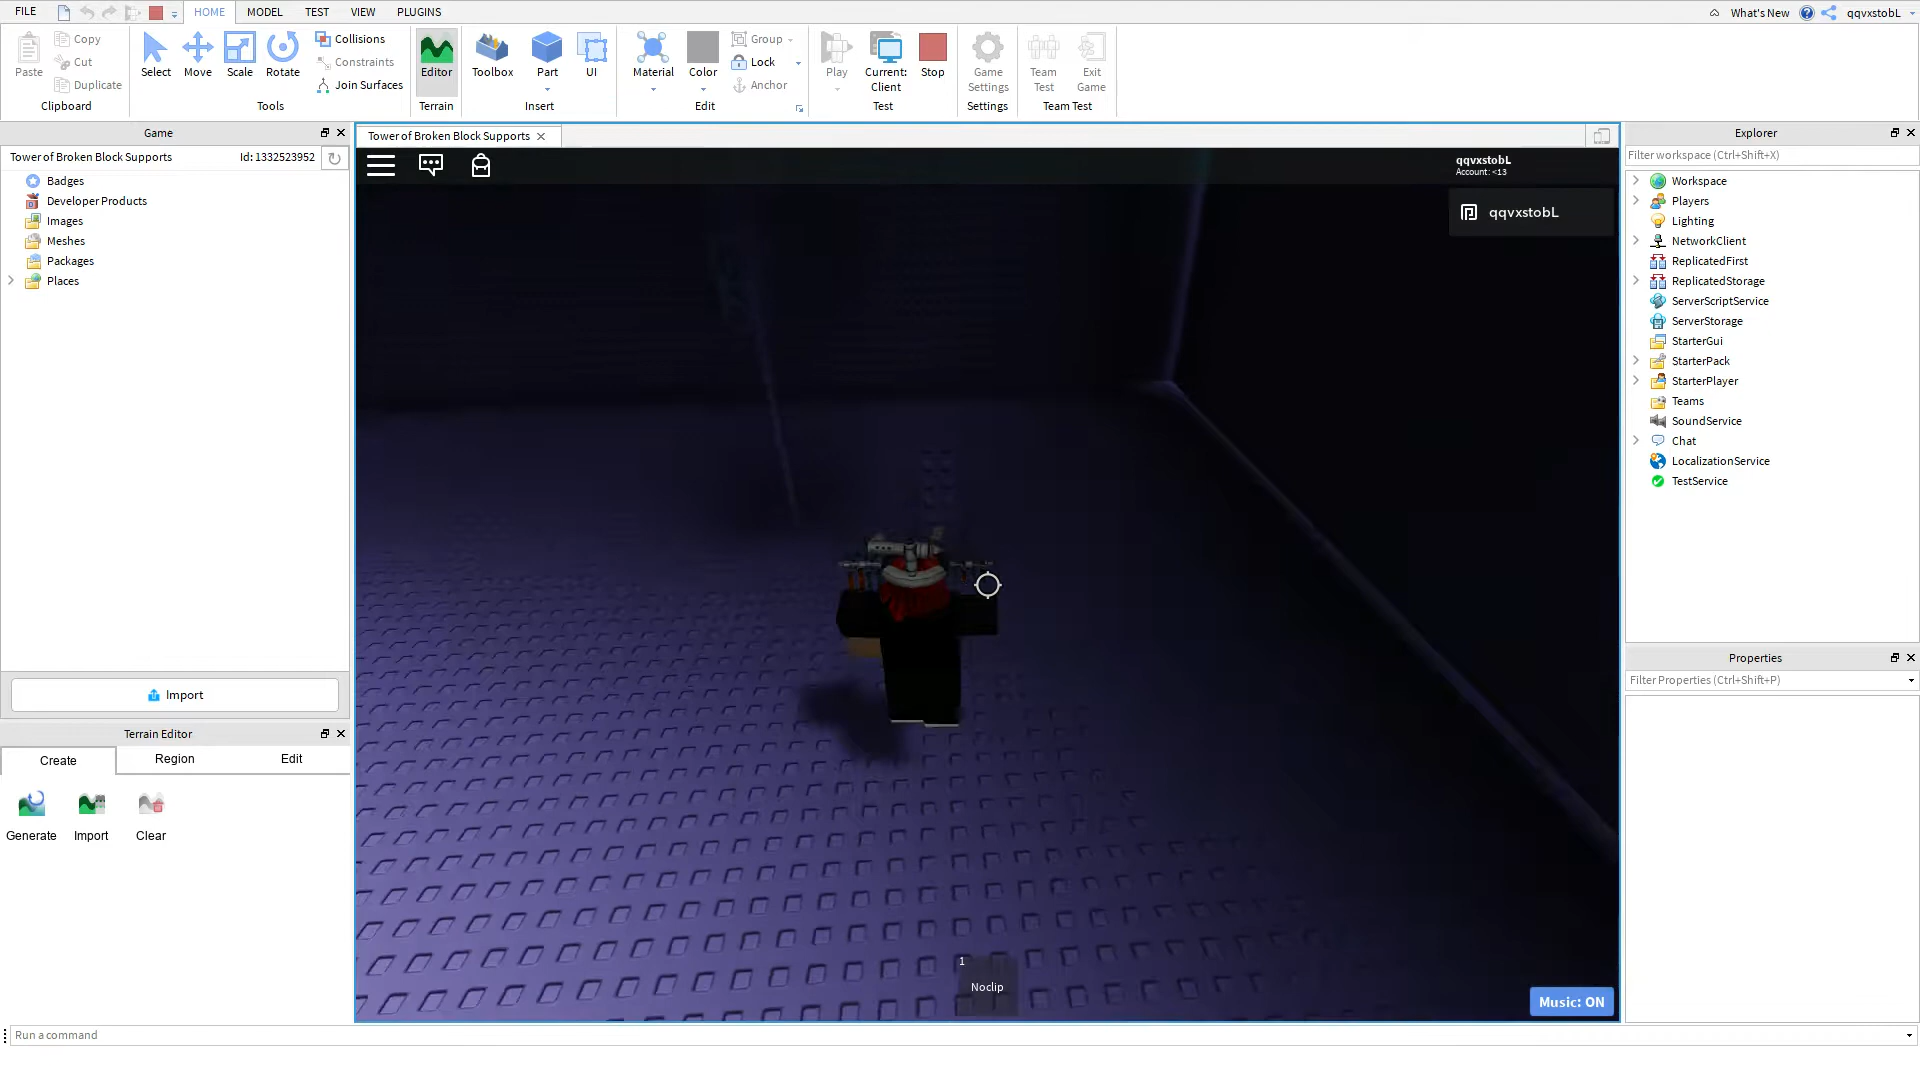 FILE
HOME
MODEL
TEST
VIEW
PLUGINS
What's New
qqvxstobL
Paste
Copy
Cut
Duplicate
Clipboard
Select
Move
Scale
Rotate
Collisions
Constraints
Join Surfaces
Tools
Editor
Terrain
Toolbox
Part
UI
Insert
Material
Color
Group
Lock
Anchor
Edit
Play
Current:
Client
Stop
Test
Game
Settings
Settings
Team
Test
Exit
Game
Team Test
Game
Tower of Broken Block Supports
Id: 1332523952
Badges
Developer Products
Images
Meshes
Packages
Places
Import
Terrain Editor
Create
Region
Edit
Generate
Import
Clear
Tower of Broken Block Supports
qqvxstobL
Account: <13
qqvxstobL
1
Noclip
Music: ON
Explorer
Filter workspace (Ctrl+Shift+X)
Workspace
Players
Lighting
NetworkClient
ReplicatedFirst
ReplicatedStorage
ServerScriptService
ServerStorage
StarterGui
StarterPack
StarterPlayer
Teams
SoundService
Chat
LocalizationService
TestService
Properties
Filter Properties (Ctrl+Shift+P)
Run a command